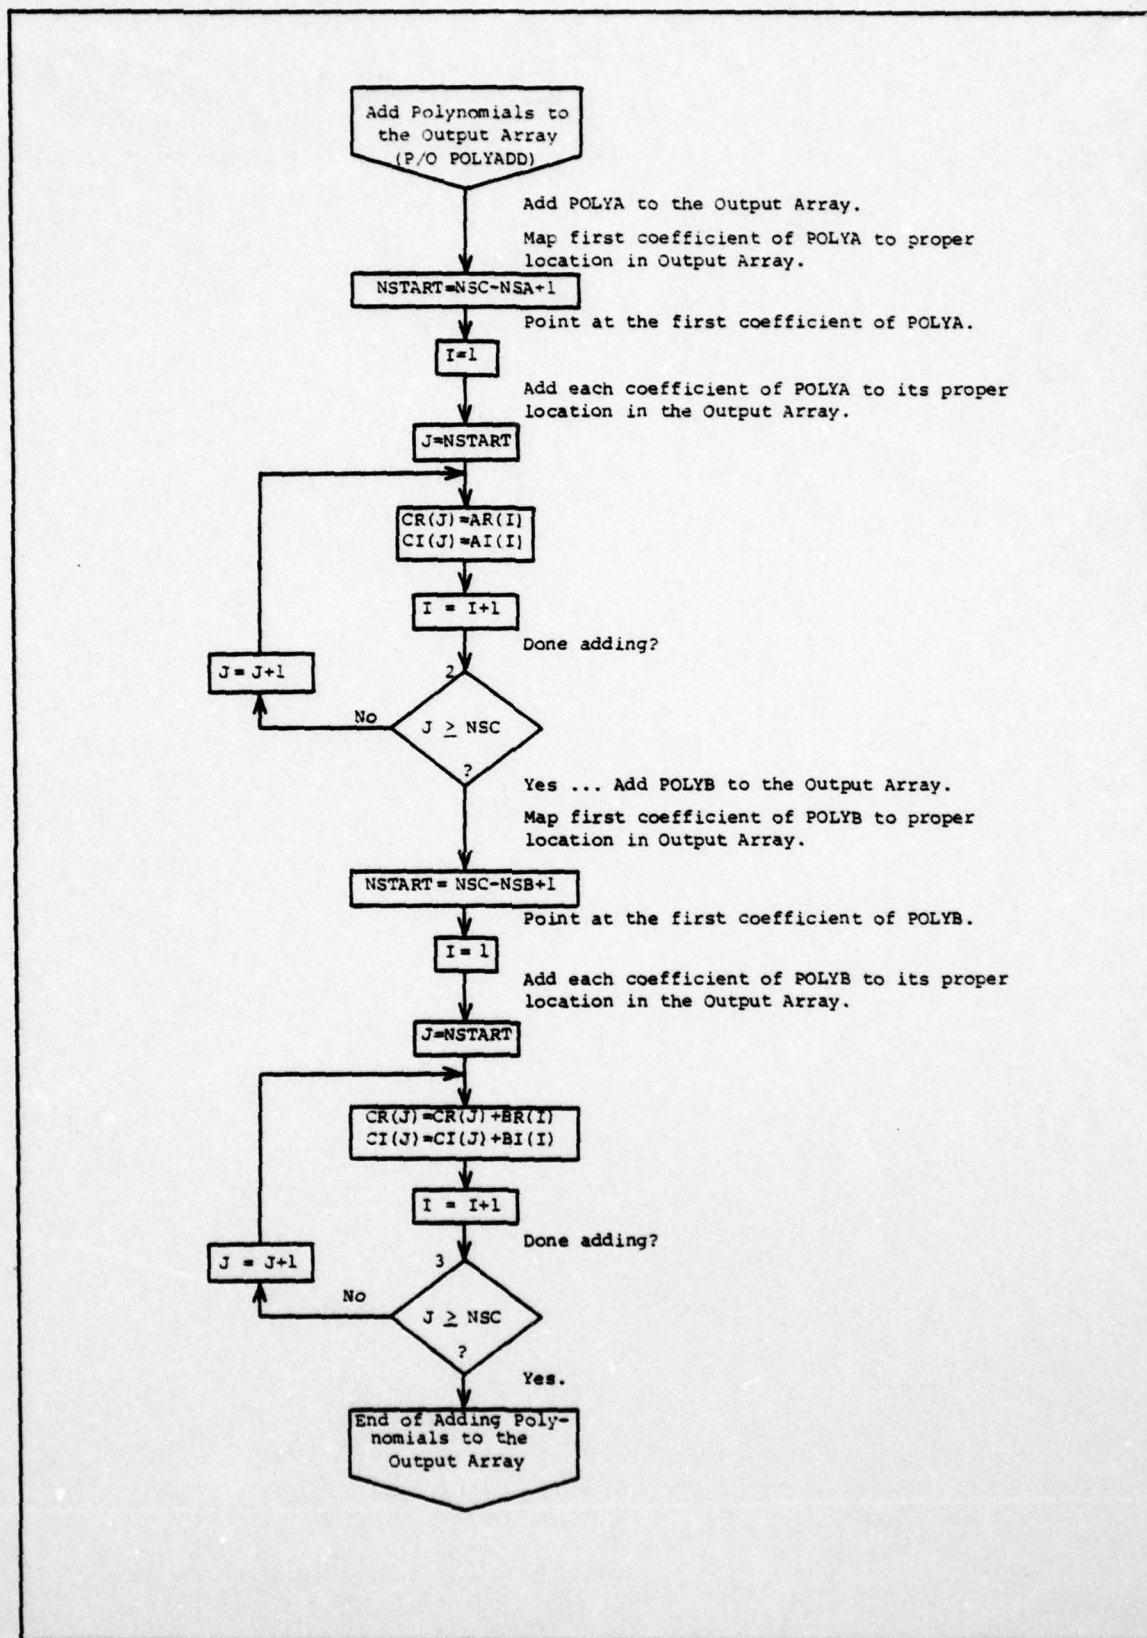 Add Polynomials to
the Output Array
(P/O POLYADD)
Add POLYA to the Output Array.
Map first coefficient of POLYA to proper
location in Output Array.
NSTART=NSC-NSA+1
Point at the first coefficient of POLYA.
I=1
Add each coefficient of POLYA to its proper
location in the Output Array.
J=NSTART
CR(J)=AR(I)
CI(J)=AI(I)
I = I+1
Done adding?
J= J+1
2
No
J ≥ NSC
?
Yes ... Add POLYB to the Output Array.
Map first coefficient of POLYB to proper
location in Output Array.
NSTART= NSC-NSB+1
Point at the first coefficient of POLYB.
I= 1
Add each coefficient of POLYB to its proper
location in the Output Array.
J=NSTART
CR(J)=CR(J)+BR(I)
CI(J)=CI(J)+BI(I)
I = I+1
Done adding?
J = J+1
3
No
J ≥ NSC
?
Yes.
End of Adding Poly-
nomials to the
Output Array